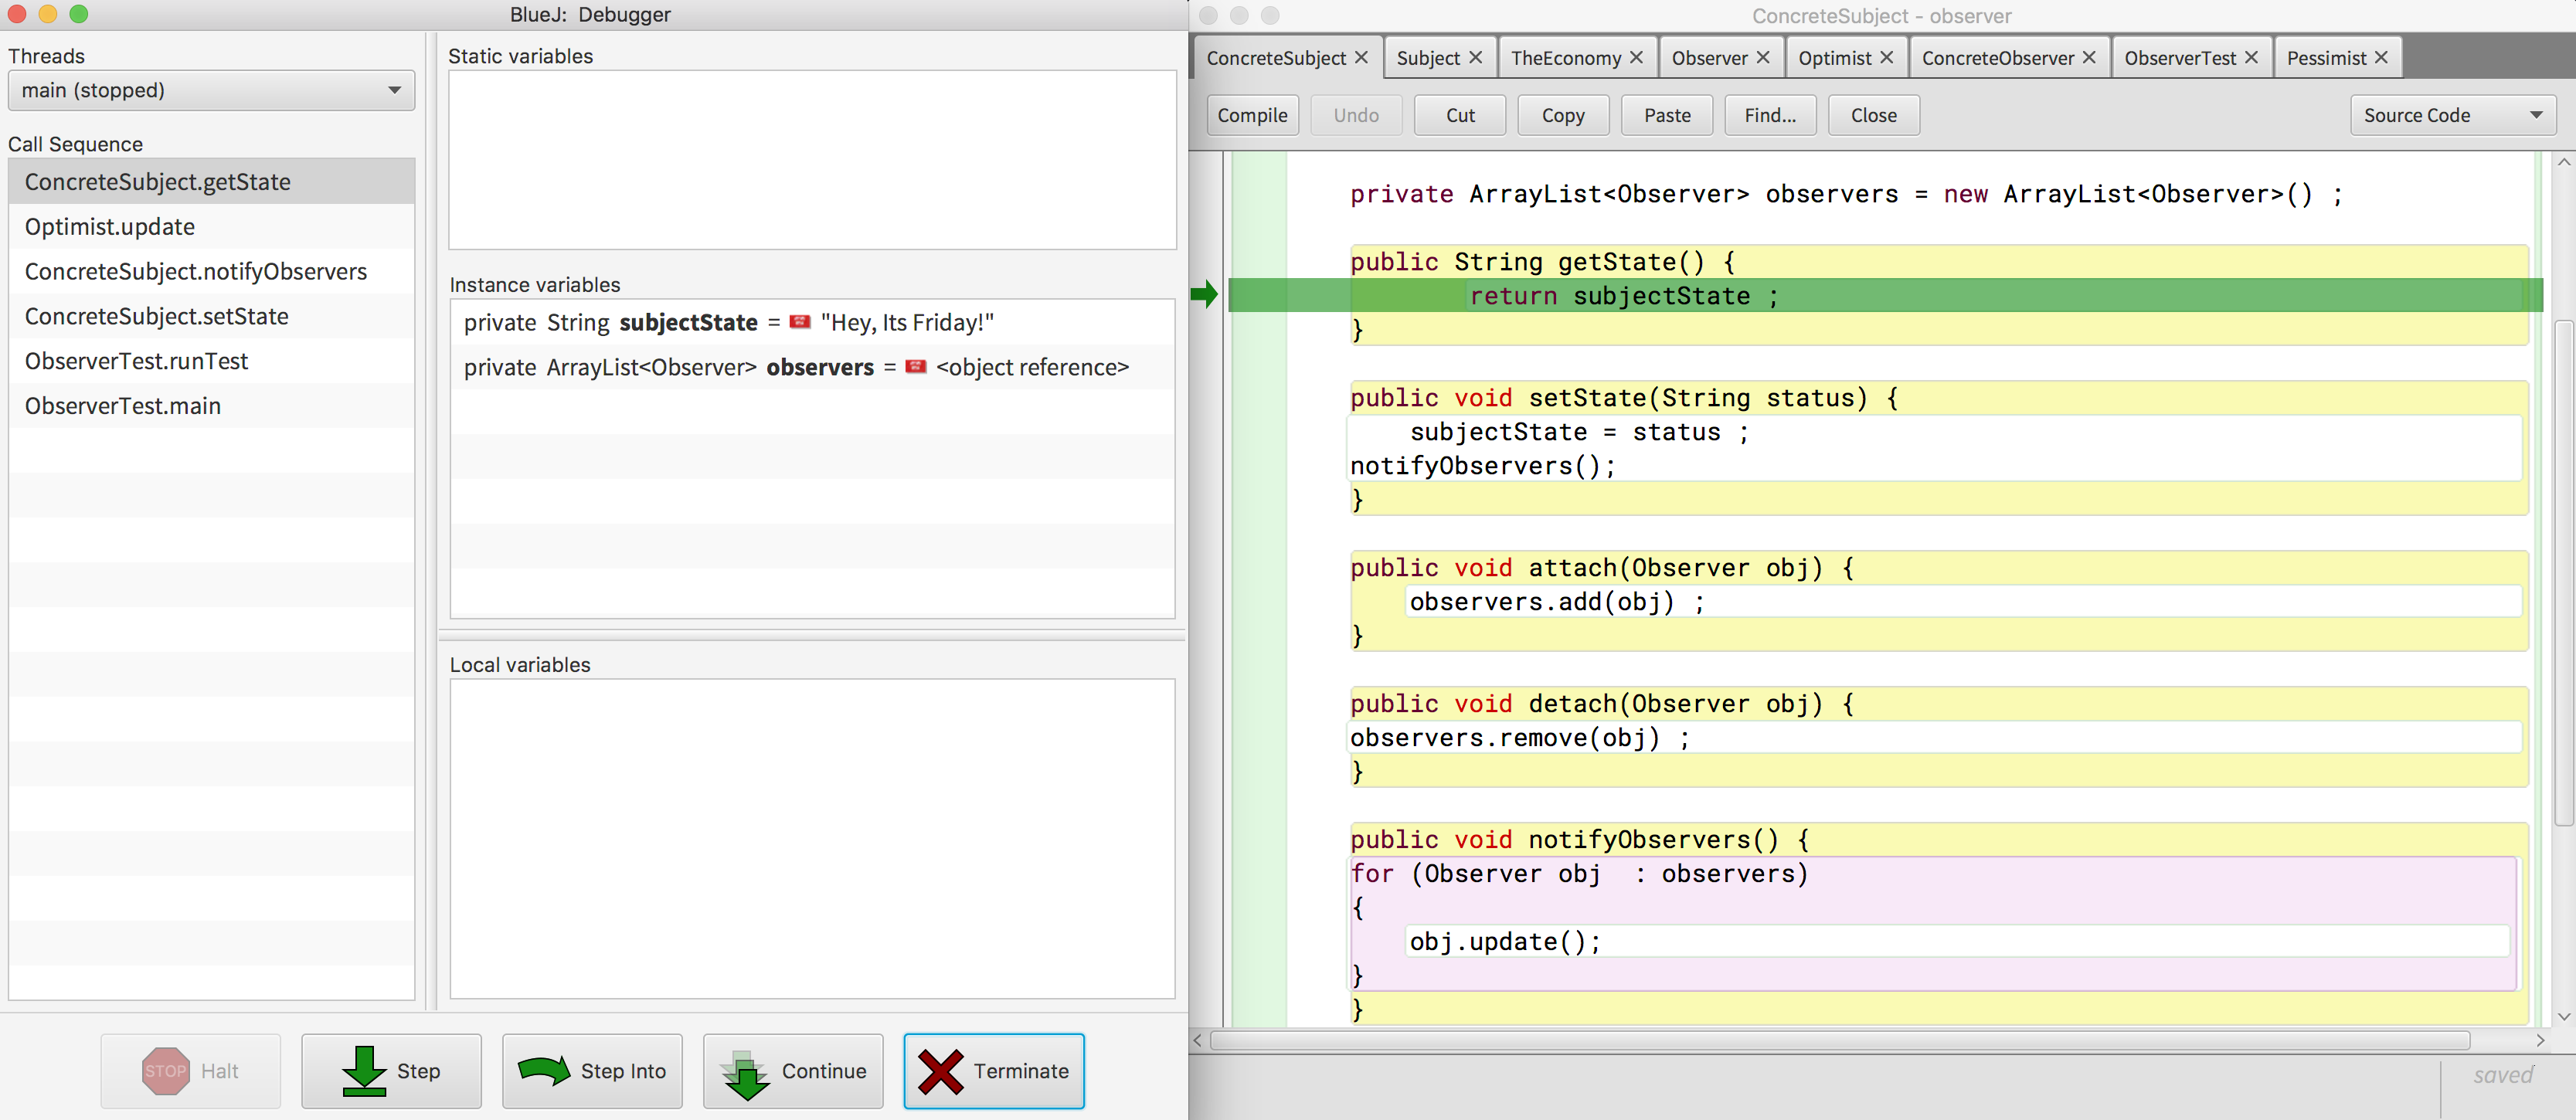 BlueJ: Debugger
Threads
main (stopped)
Call Sequence
ConcreteSubject.getState
Optimist.update
ConcreteSubject.notifyObservers
ConcreteSubject.setState
ObserverTest.runTest
ObserverTest.main
Static variables
Instance variables
private String subjectState = "Hey, Its Friday!"
private ArrayList<Observer> observers = <object reference>
Local variables
STOP Halt
Step
Step Into
Continue
Terminate
ConcreteSubject - observer
ConcreteSubject Subject TheEconomy Observer Optimist ConcreteObserver ObserverTest Pessimist
Compile Undo Cut Copy Paste Find... Close Source Code
private ArrayList<Observer> observers = new ArrayList<Observer>() ;
public String getState() {
return subjectState ;
}
public void setState(String status) {
subjectState = status ;
notifyObservers();
}
public void attach(Observer obj) {
observers.add(obj) ;
}
public void detach(Observer obj) {
observers.remove(obj) ;
}
public void notifyObservers() {
for (Observer obj  : observers)
{
obj.update();
}
}
saved